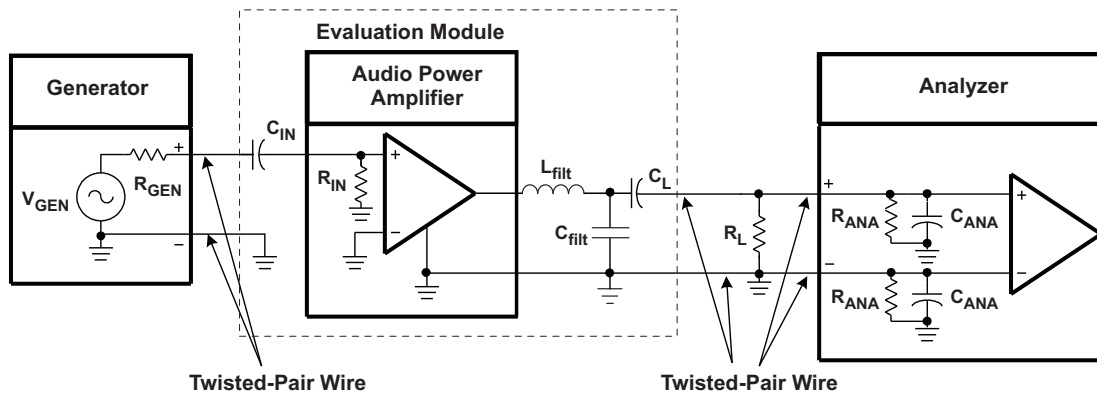 Evaluation Module
Generator
Audio Power
Amplifier
Analyzer
C_IN
+
R_GEN
V_GEN
−
R_IN
+
−
L_filt
C_L
C_filt
R_L
+
R_ANA
C_ANA
+
−
R_ANA
C_ANA
−
Twisted-Pair Wire
Twisted-Pair Wire